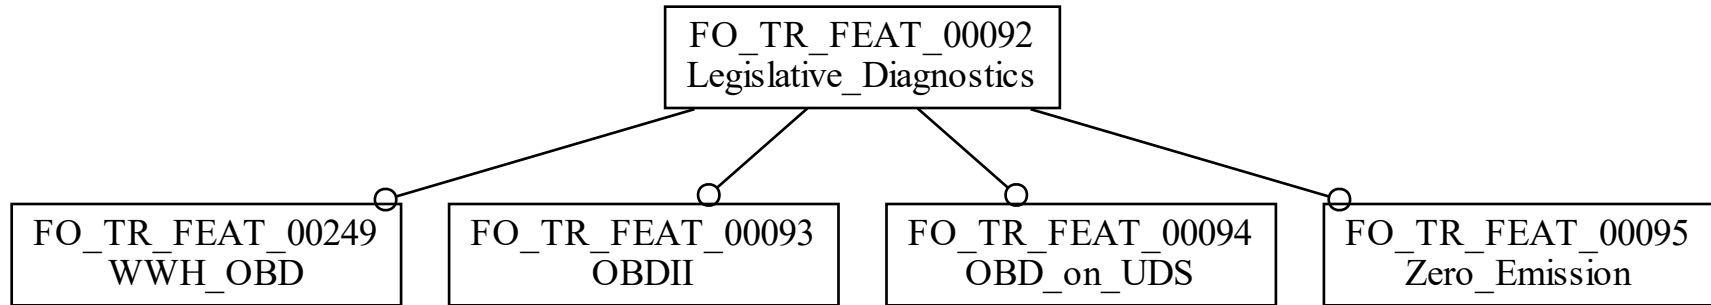 FO_TR_FEAT_00092
Legislative_Diagnostics
FO_TR_FEAT_00249
WWH_OBD
FO_TR_FEAT_00093
OBDII
FO_TR_FEAT_00094
OBD_on_UDS
FO_TR_FEAT_00095
Zero_Emission